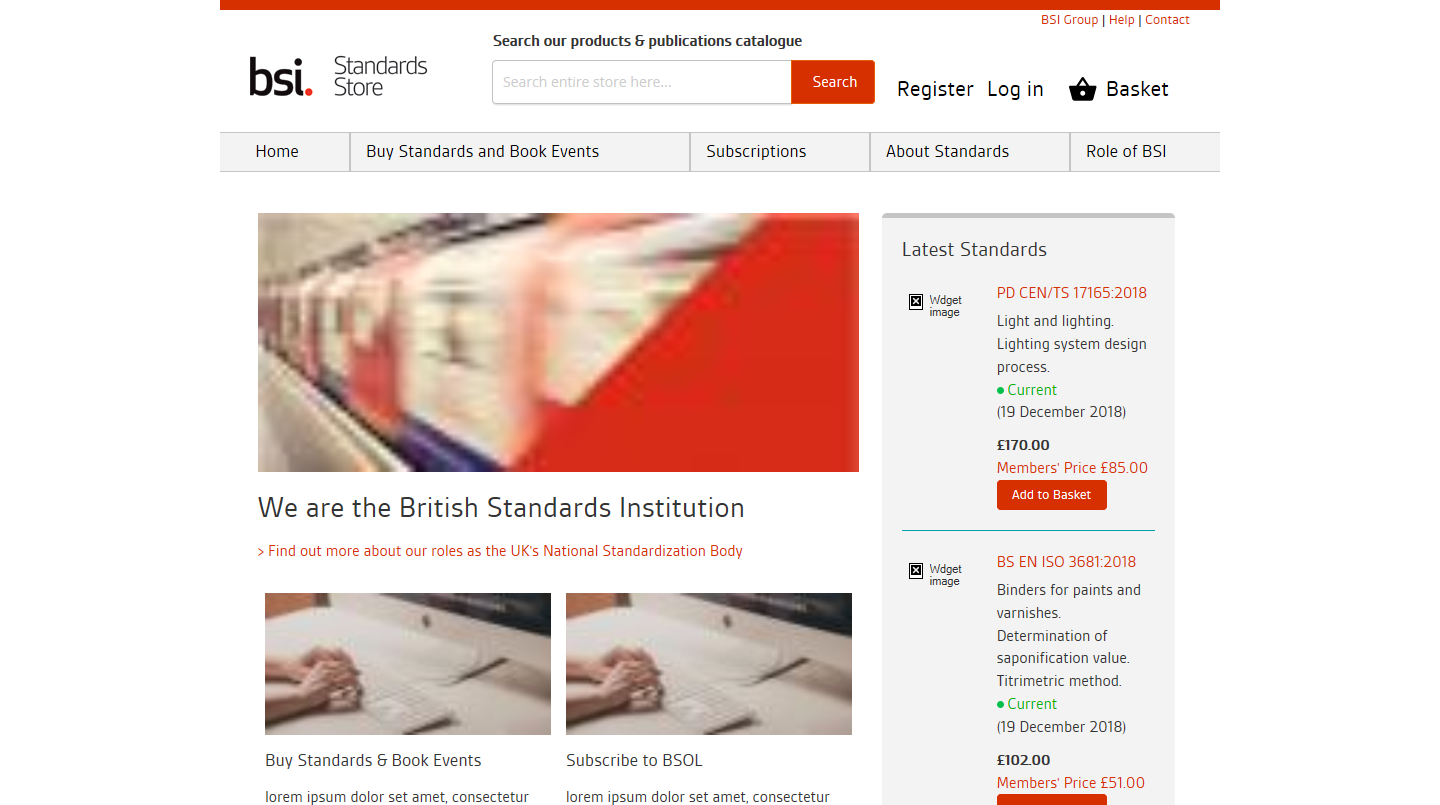 BSI Group | Help | Contact
Search our products & publications catalogue
bsi. Standards
Store
Search entire store here...
Search
Register Log in Basket
Home
Buy Standards and Book Events
Subscriptions
About Standards
Role of BSI
We are the British Standards Institution
> Find out more about our roles as the UK's National Standardization Body
Buy Standards & Book Events
lorem ipsum dolor set amet, consectetur
Subscribe to BSOL
lorem ipsum dolor set amet, consectetur
Latest Standards
Wdget
image
PD CEN/TS 17165:2018
Light and lighting.
Lighting system design
process.
Current
(19 December 2018)
£170.00
Members' Price £85.00
Add to Basket
Wdget
image
BS EN ISO 3681:2018
Binders for paints and
varnishes.
Determination of
saponification value.
Titrimetric method.
Current
(19 December 2018)
£102.00
Members' Price £51.00